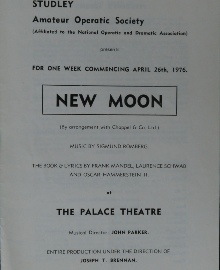 STUDLEY
Amateur Operatic Society
(Affiliated to the National Operatic and Dramatic Association)
presents
FOR ONE WEEK COMMENCING APRIL 26th, 1976.
NEW MOON
(By arrangement with Chappell & Co. Ltd.)
MUSIC BY SIGMUND ROMBERG
THE BOOK & LYRICS BY FRANK MANDEL, LAURENCE SCHWAB
AND OSCAR HAMMERSTEIN II.
at
THE PALACE THEATRE
Musical Director: JOHN PARKER.
ENTIRE PRODUCTION UNDER THE DIRECTION OF
JOSEPH T. BRENNAN.